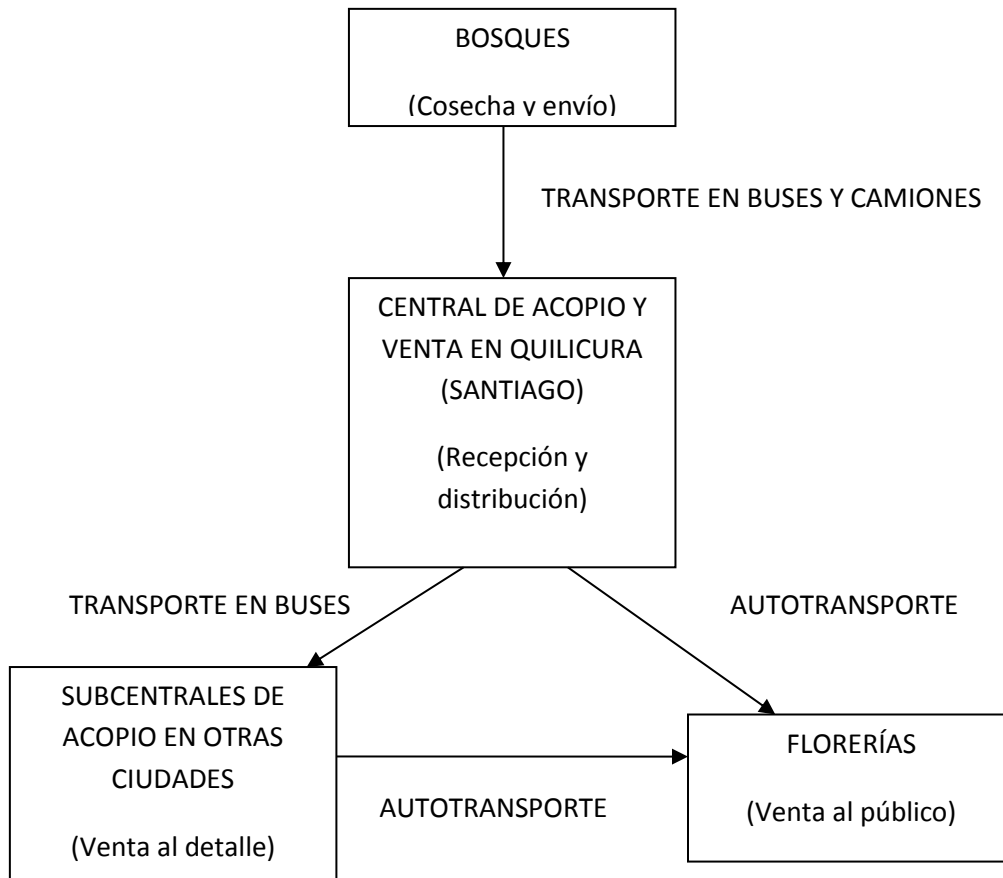 BOSQUES
(Cosecha y envío)
TRANSPORTE EN BUSES Y CAMIONES
CENTRAL DE ACOPIO Y
VENTA EN QUILICURA
(SANTIAGO)
(Recepción y
distribución)
TRANSPORTE EN BUSES
AUTOTRANSPORTE
SUBCENTRALES DE
ACOPIO EN OTRAS
CIUDADES
(Venta al detalle)
AUTOTRANSPORTE
FLORERÍAS
(Venta al público)